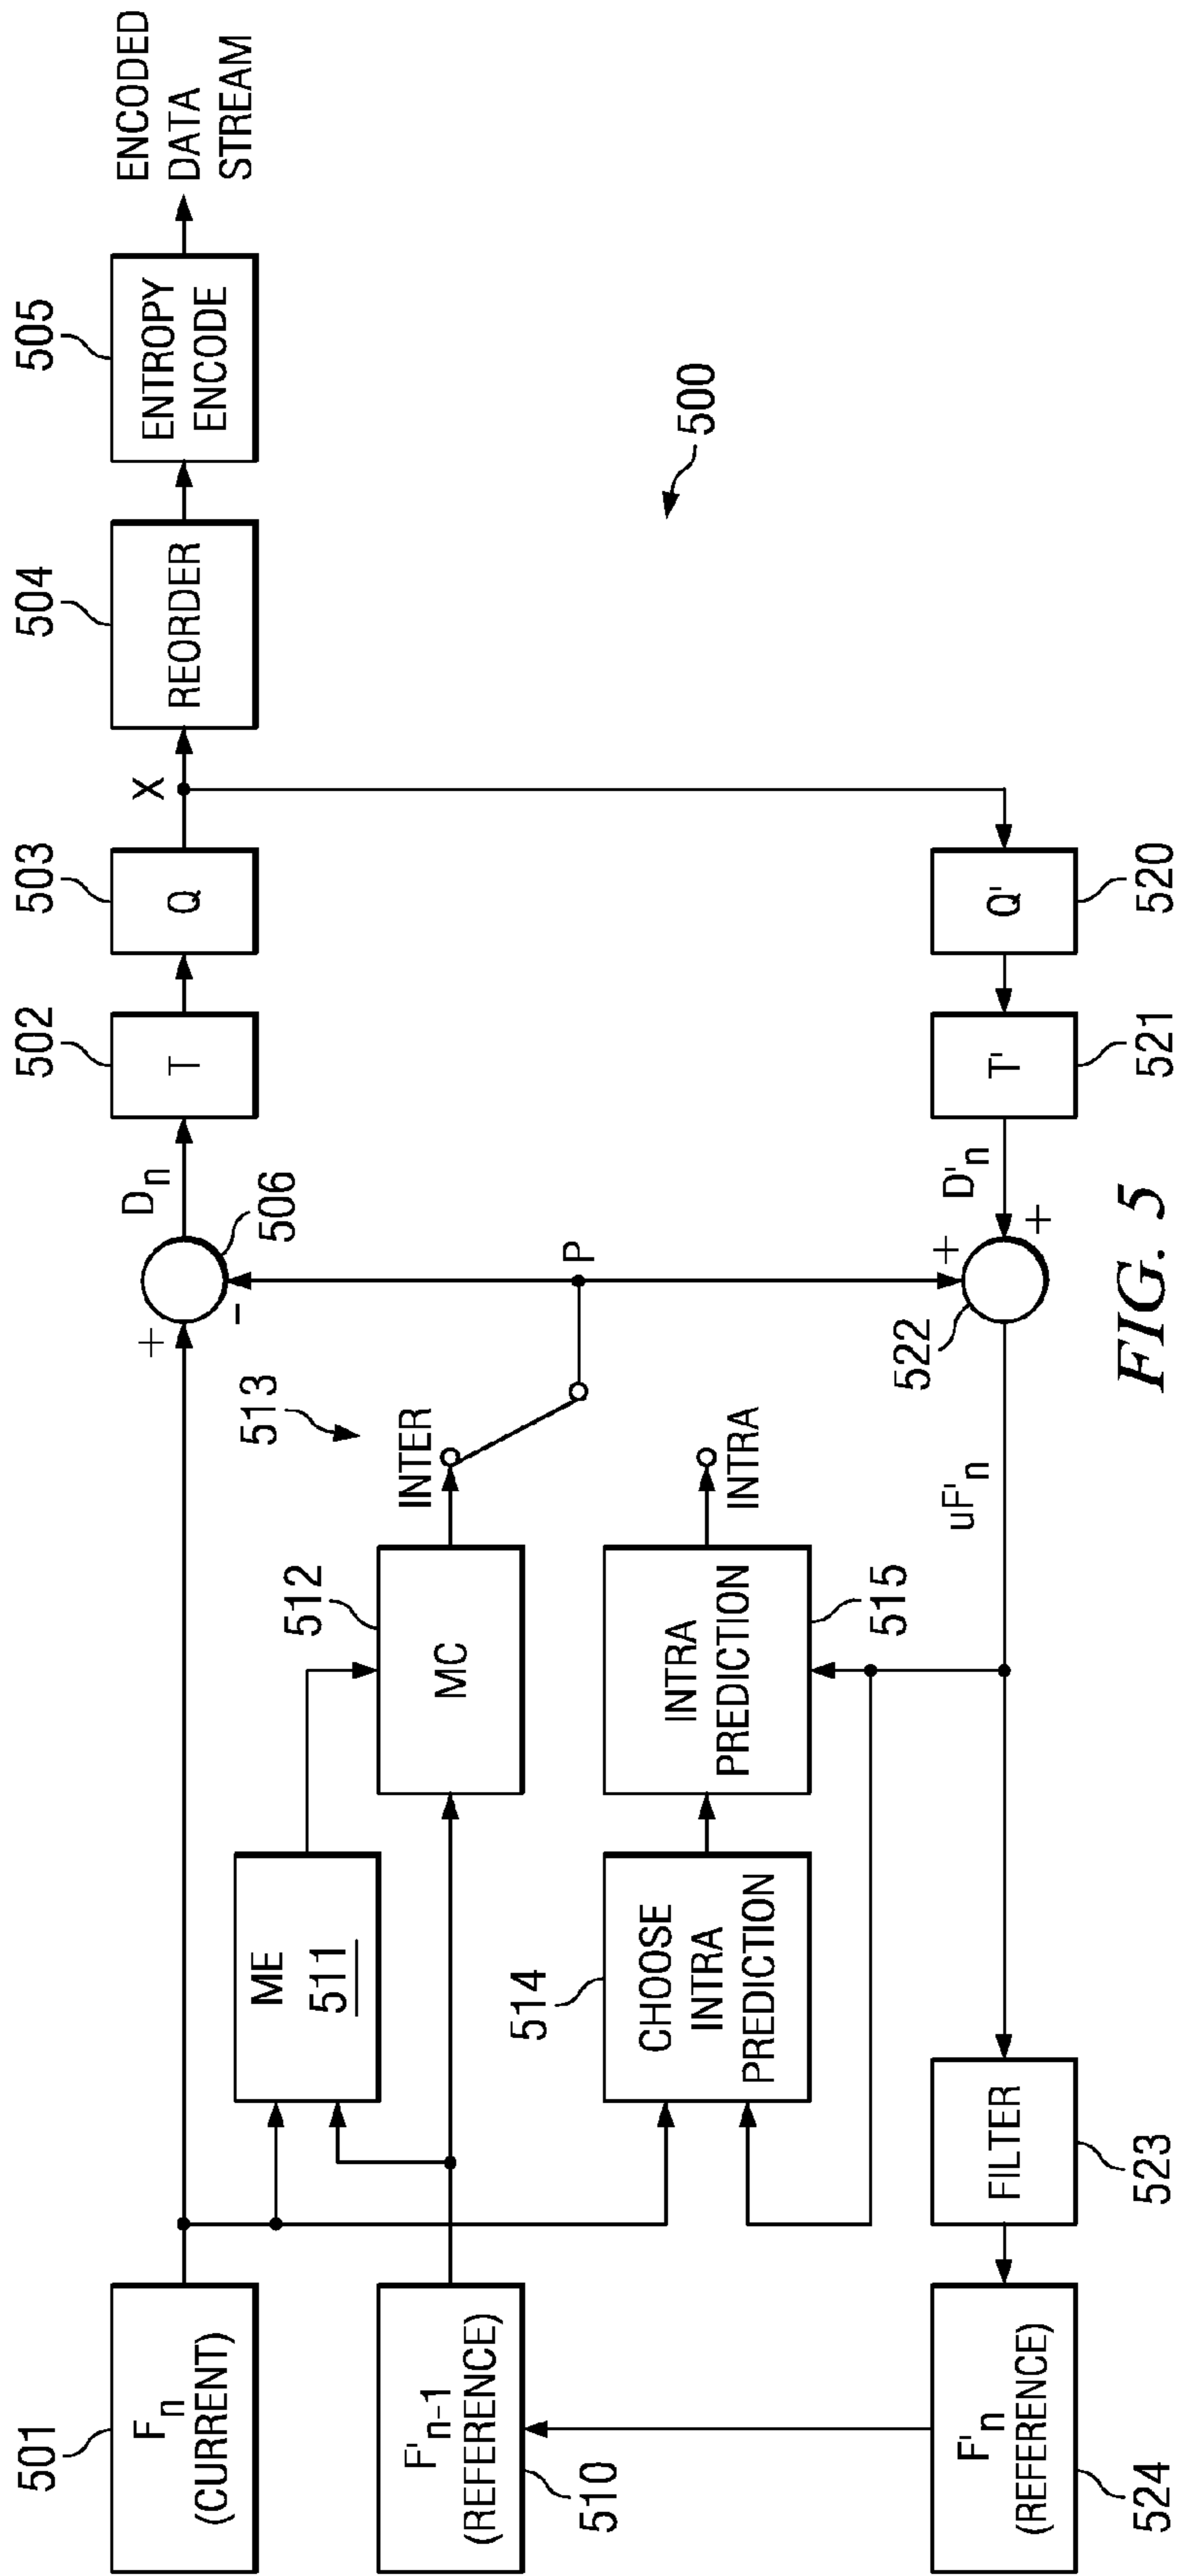 501
F n
(CURRENT)
+
-
506
D n
502
T
503
Q
X
504
REORDER
505
ENTROPY
ENCODE
ENCODED
DATA
STREAM
ME
511
512
MC
INTER
513
P
500
F' n-1
(REFERENCE)
510
514
CHOOSE
INTRA
PREDICTION
INTRA
PREDICTION
515
INTRA
F' n
(REFERENCE)
524
FILTER
523
uF' n
522
+
+
D' n
T'
521
Q'
520
FIG. 5